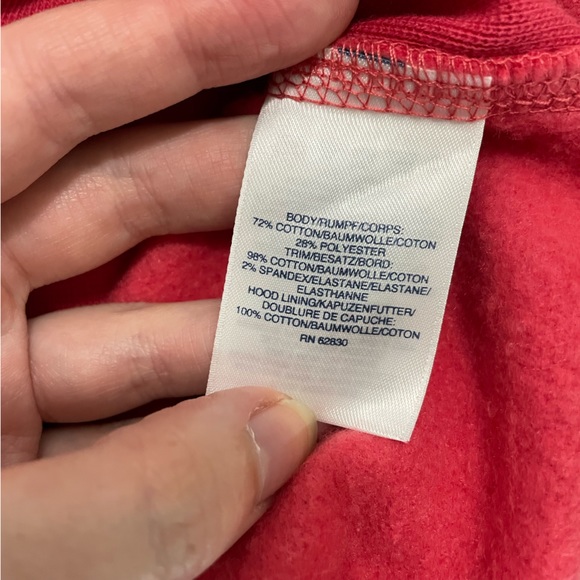 BODY/RUMPF/CORPS:
72% COTTON/BAUMWOLLE/COTON
28% POLYESTER
TRIM/BESATZ/BORD:
98% COTTON/BAUMWOLLE/COTON
2% SPANDEX/ELASTANE/ELASTANE/
ELASTHANNE
HOOD LINING/KAPUZENFUTTER/
DOUBLURE DE CAPUCHE:
100% COTTON/BAUMWOLLE/COTON
RN 62830